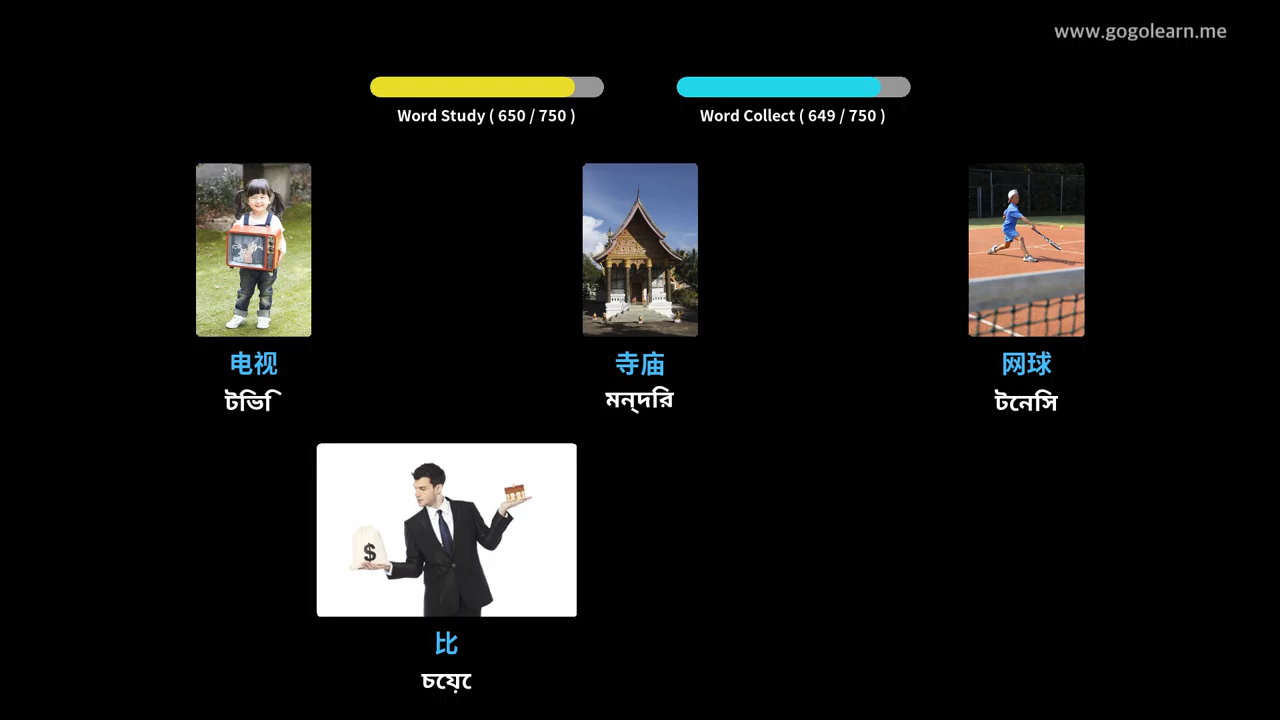 www.gogolearn.me
Word Study ( 650 / 750 )
Word Collect ( 649 / 750 )
电视
寺庙
网球
টিভি
মন্দির
টেনিস
$
比
চেয়ে